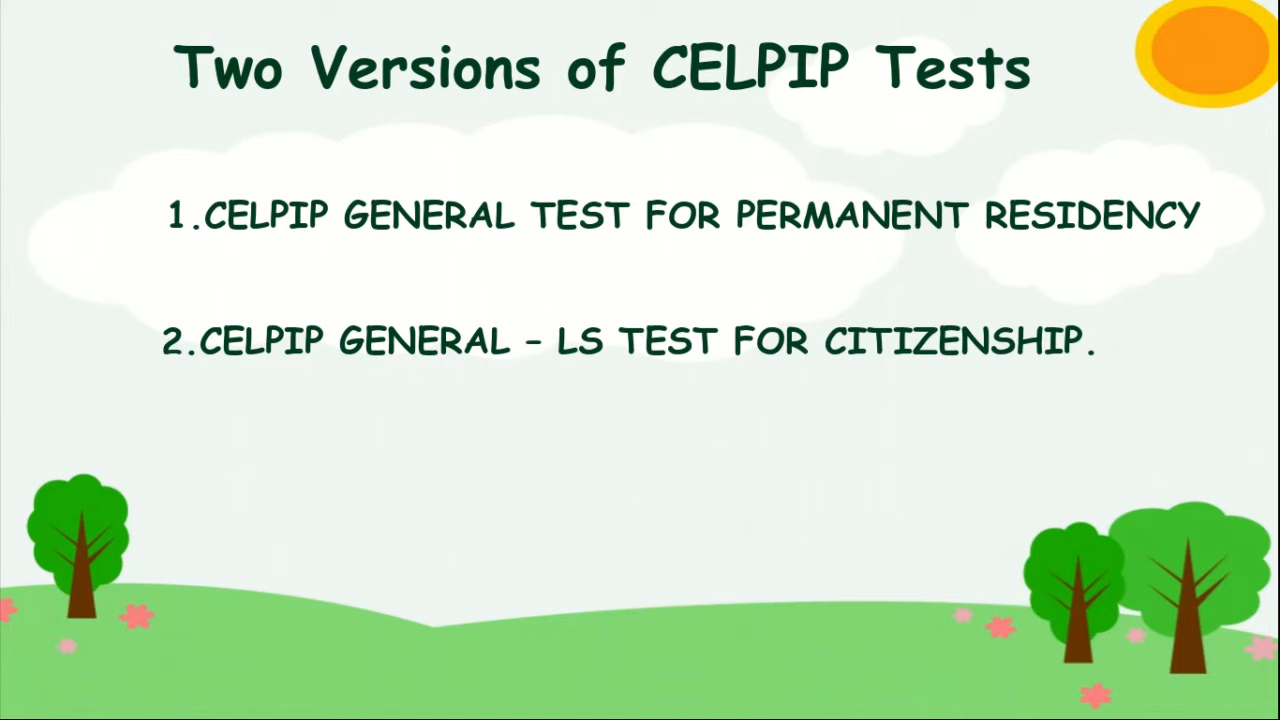 Two Versions of CELPIP Tests
1.CELPIP GENERAL TEST FOR PERMANENT RESIDENCY
2.CELPIP GENERAL – LS TEST FOR CITIZENSHIP.